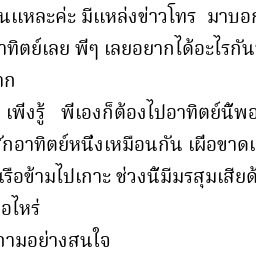 นแหละค่ะ มีแหล่งข่าวโทร มาบอก
าทิตย์เลย พี่ๆ เลยอยากได้อะไรกัน
าก
เพิ่งรู้ พี่เองก็ต้องไปอาทิตย์นี้พอ
ักอาทิตย์หนึ่งเหมือนกัน เผื่อขาดเ
เรือข้ามไปเกาะ ช่วงนี้มีมรสุมเสียด้
อไหร่
ถามอย่างสนใจ